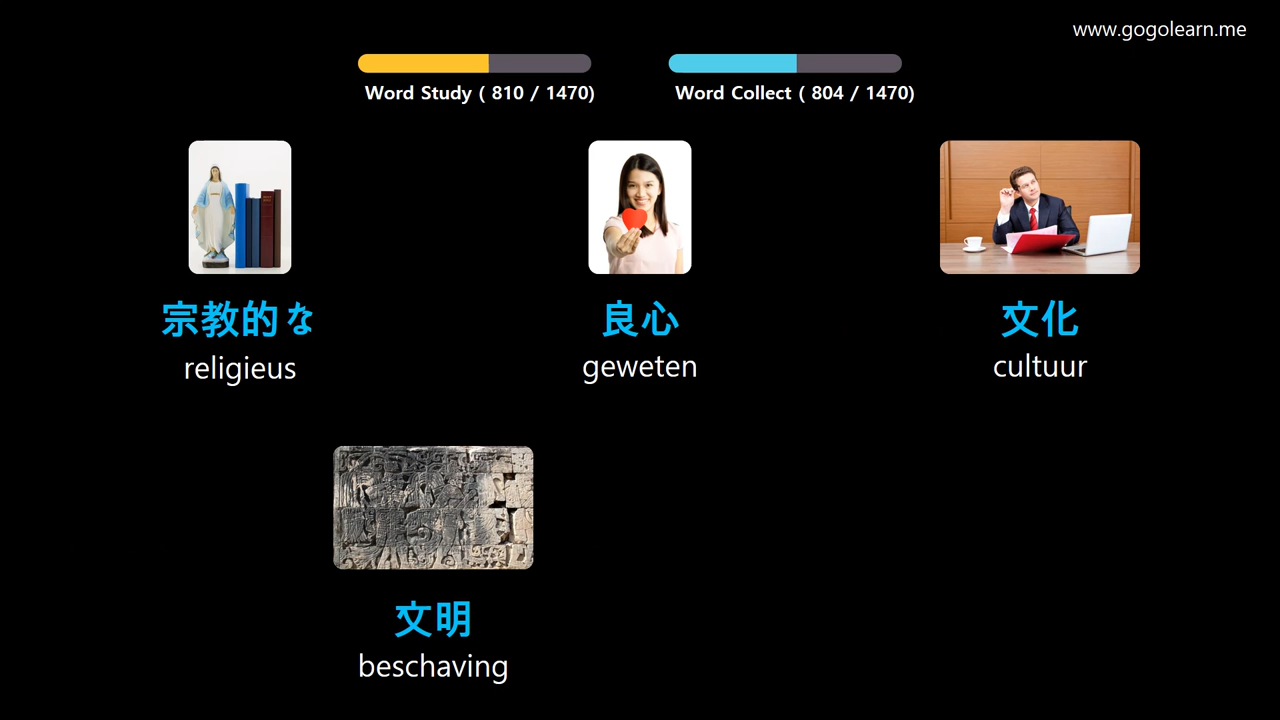 www.gogolearn.me
Word Study ( 810 / 1470)
Word Collect ( 804 / 1470)
宗教的な
religieus
良心
geweten
文化
cultuur
文明
beschaving